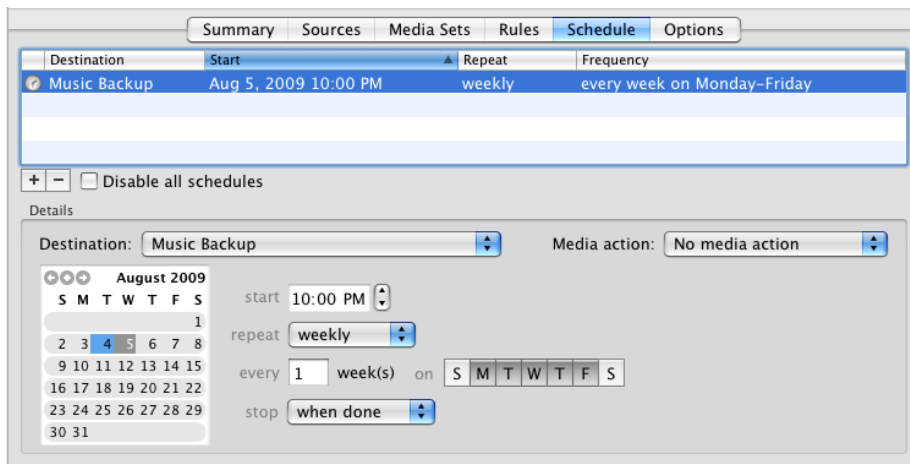 Summary Sources Media Sets Rules Schedule Options
Destination Start Repeat Frequency
Music Backup Aug 5, 2009 10:00 PM weekly every week on Monday–Friday
+ − Disable all schedules
Details
Destination: Music Backup Media action: No media action
August 2009
S M T W T F S
1
2 3 4 5 6 7 8
9 10 11 12 13 14 15
16 17 18 19 20 21 22
23 24 25 26 27 28 29
30 31
start 10:00 PM
repeat weekly
every 1 week(s) on S M T W T F S
stop when done